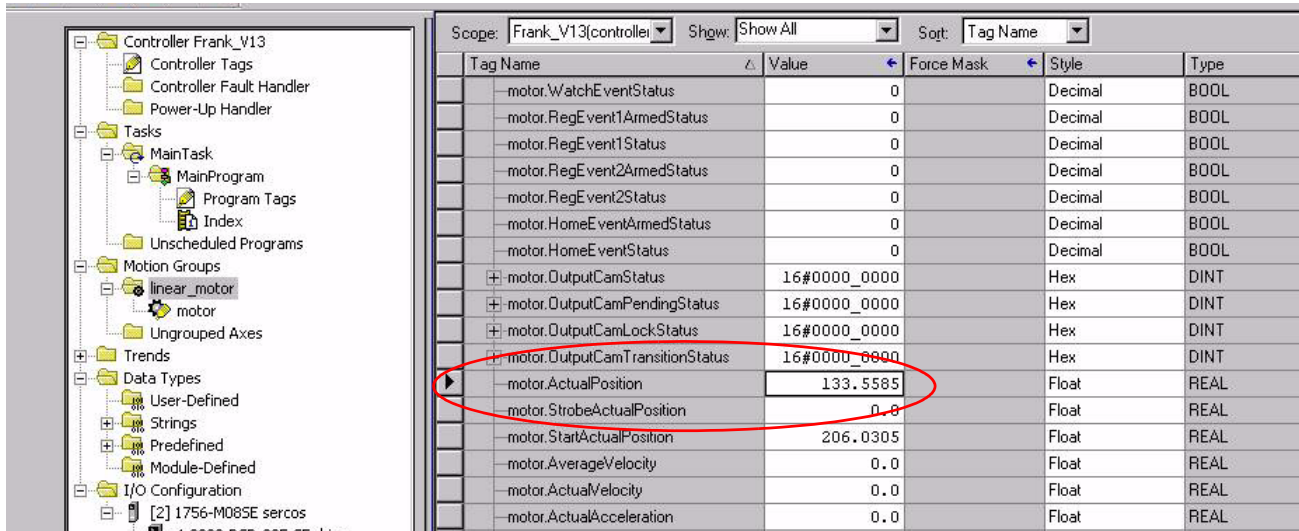 Controller Frank_V13
Controller Tags
Controller Fault Handler
Power-Up Handler
Tasks
MainTask
MainProgram
Program Tags
Index
Unscheduled Programs
Motion Groups
linear_motor
motor
Ungrouped Axes
Trends
Data Types
User-Defined
Strings
Predefined
Module-Defined
I/O Configuration
[2] 1756-M08SE sercos
Scope: Frank_V13(controller Show: Show All Sort: Tag Name
Tag Name Value Force Mask Style Type
motor.WatchEventStatus 0 Decimal BOOL
motor.RegEvent1ArmedStatus 0 Decimal BOOL
motor.RegEvent1Status 0 Decimal BOOL
motor.RegEvent2ArmedStatus 0 Decimal BOOL
motor.RegEvent2Status 0 Decimal BOOL
motor.HomeEventArmedStatus 0 Decimal BOOL
motor.HomeEventStatus 0 Decimal BOOL
motor.OutputCamStatus 16#0000_0000 Hex DINT
motor.OutputCamPendingStatus 16#0000_0000 Hex DINT
motor.OutputCamLockStatus 16#0000_0000 Hex DINT
motor.OutputCamTransitionStatus 16#0000_0000 Hex DINT
motor.ActualPosition 133.5585 Float REAL
motor.StrobeActualPosition 0.0 Float REAL
motor.StartActualPosition 206.0305 Float REAL
motor.AverageVelocity 0.0 Float REAL
motor.ActualVelocity 0.0 Float REAL
motor.ActualAcceleration 0.0 Float REAL